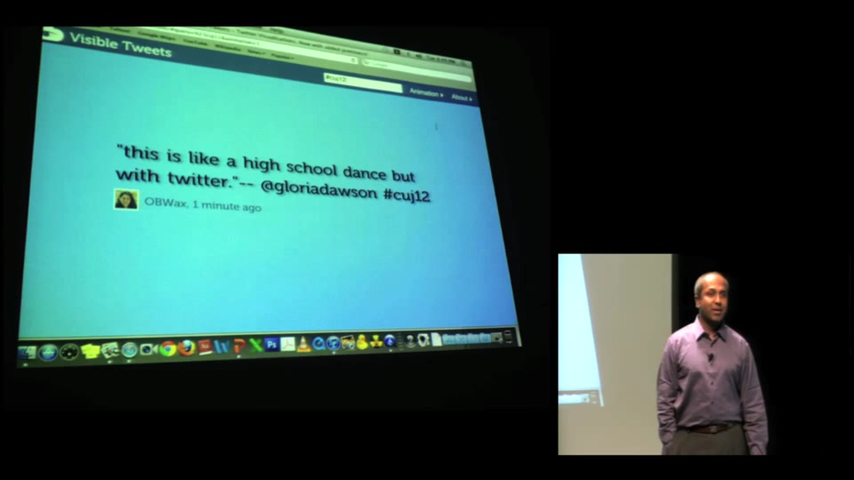 Visible Tweets
#cuj12
Animation
About
"this is like a high school dance but
with twitter."-- @gloriadawson #cuj12
OBWax, 1 minute ago